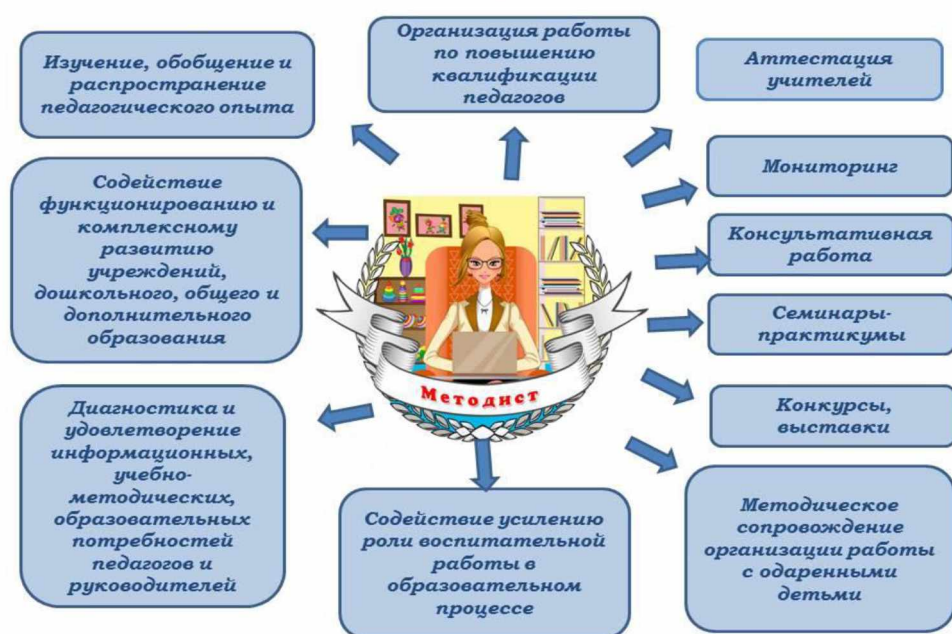 Изучение, обобщение и
распространение
педагогического опыта
Организация работы
по повышению
квалификации
педагогов
Аттестация
учителей
Содействие
функционированию и
комплексному
развитию
учреждений,
дошкольного, общего и
дополнительного
образования
Мониторинг
Консультативная
работа
Семинары-
практикумы
Методист
Диагностика и
удовлетворение
информационных,
учебно-
методических,
образовательных
потребностей
педагогов и
руководителей
Конкурсы,
выставки
Содействие усилению
роли воспитательной
работы в
образовательном
процессе
Методическое
сопровождение
организации работы
с одаренными
детьми